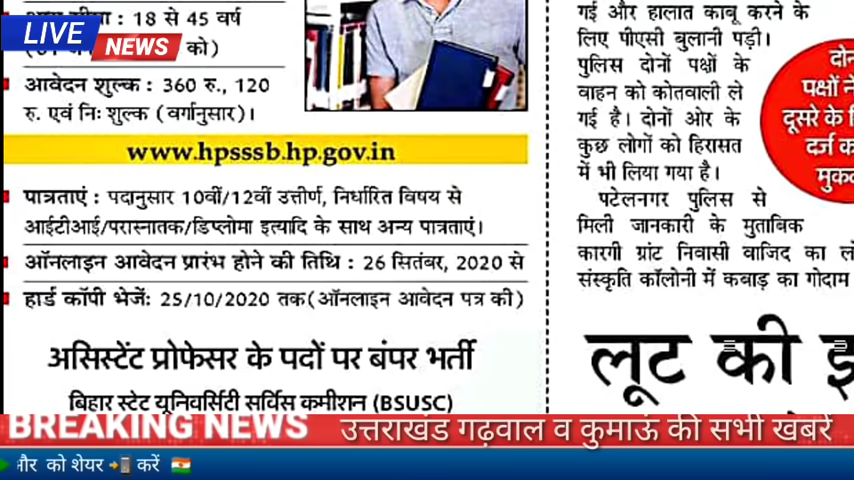 : 18 से 45 वर्ष
LIVE
NEWS
को)
आवेदन शुल्क : 360 रु., 120
रु. एवं निः शुल्क (वर्गानुसार)।
www.hpsssb.hp.gov.in
पात्रताएं : पदानुसार 10वीं/12वीं उत्तीर्ण, निर्धारित विषय से
आईटीआई/परास्नातक/डिप्लोमा इत्यादि के साथ अन्य पात्रताएं।
ऑनलाइन आवेदन प्रारंभ होने की तिथि : 26 सितंबर, 2020 से
हार्ड कॉपी भेजें: 25/10/2020 तक(ऑनलाइन आवेदन पत्र की)
असिस्टेंट प्रोफेसर के पदों पर बंपर भर्ती
बिहार स्टेट यूनिवर्सिटी सर्विस कमीशन (BSUSC)
गई और हालात काबू करने के
लिए पीएसी बुलानी पड़ी।
पुलिस दोनों पक्षों के
वाहन को कोतवाली ले
गई है। दोनों ओर के
कुछ लोगों को हिरासत
में भी लिया गया है।
पटेलनगर पुलिस से
मिली जानकारी के मुताबिक
कारगी ग्रांट निवासी वाजिद का
संस्कृति कॉलोनी में कबाड़ का गोदाम
पक्षों
दूसरे के
दर्ज
लूट की
BREAKING NEWS
उत्तराखंड गढ़वाल व कुमाऊं की सभी खबरें
को शेयर 📲 करें 🇮🇳